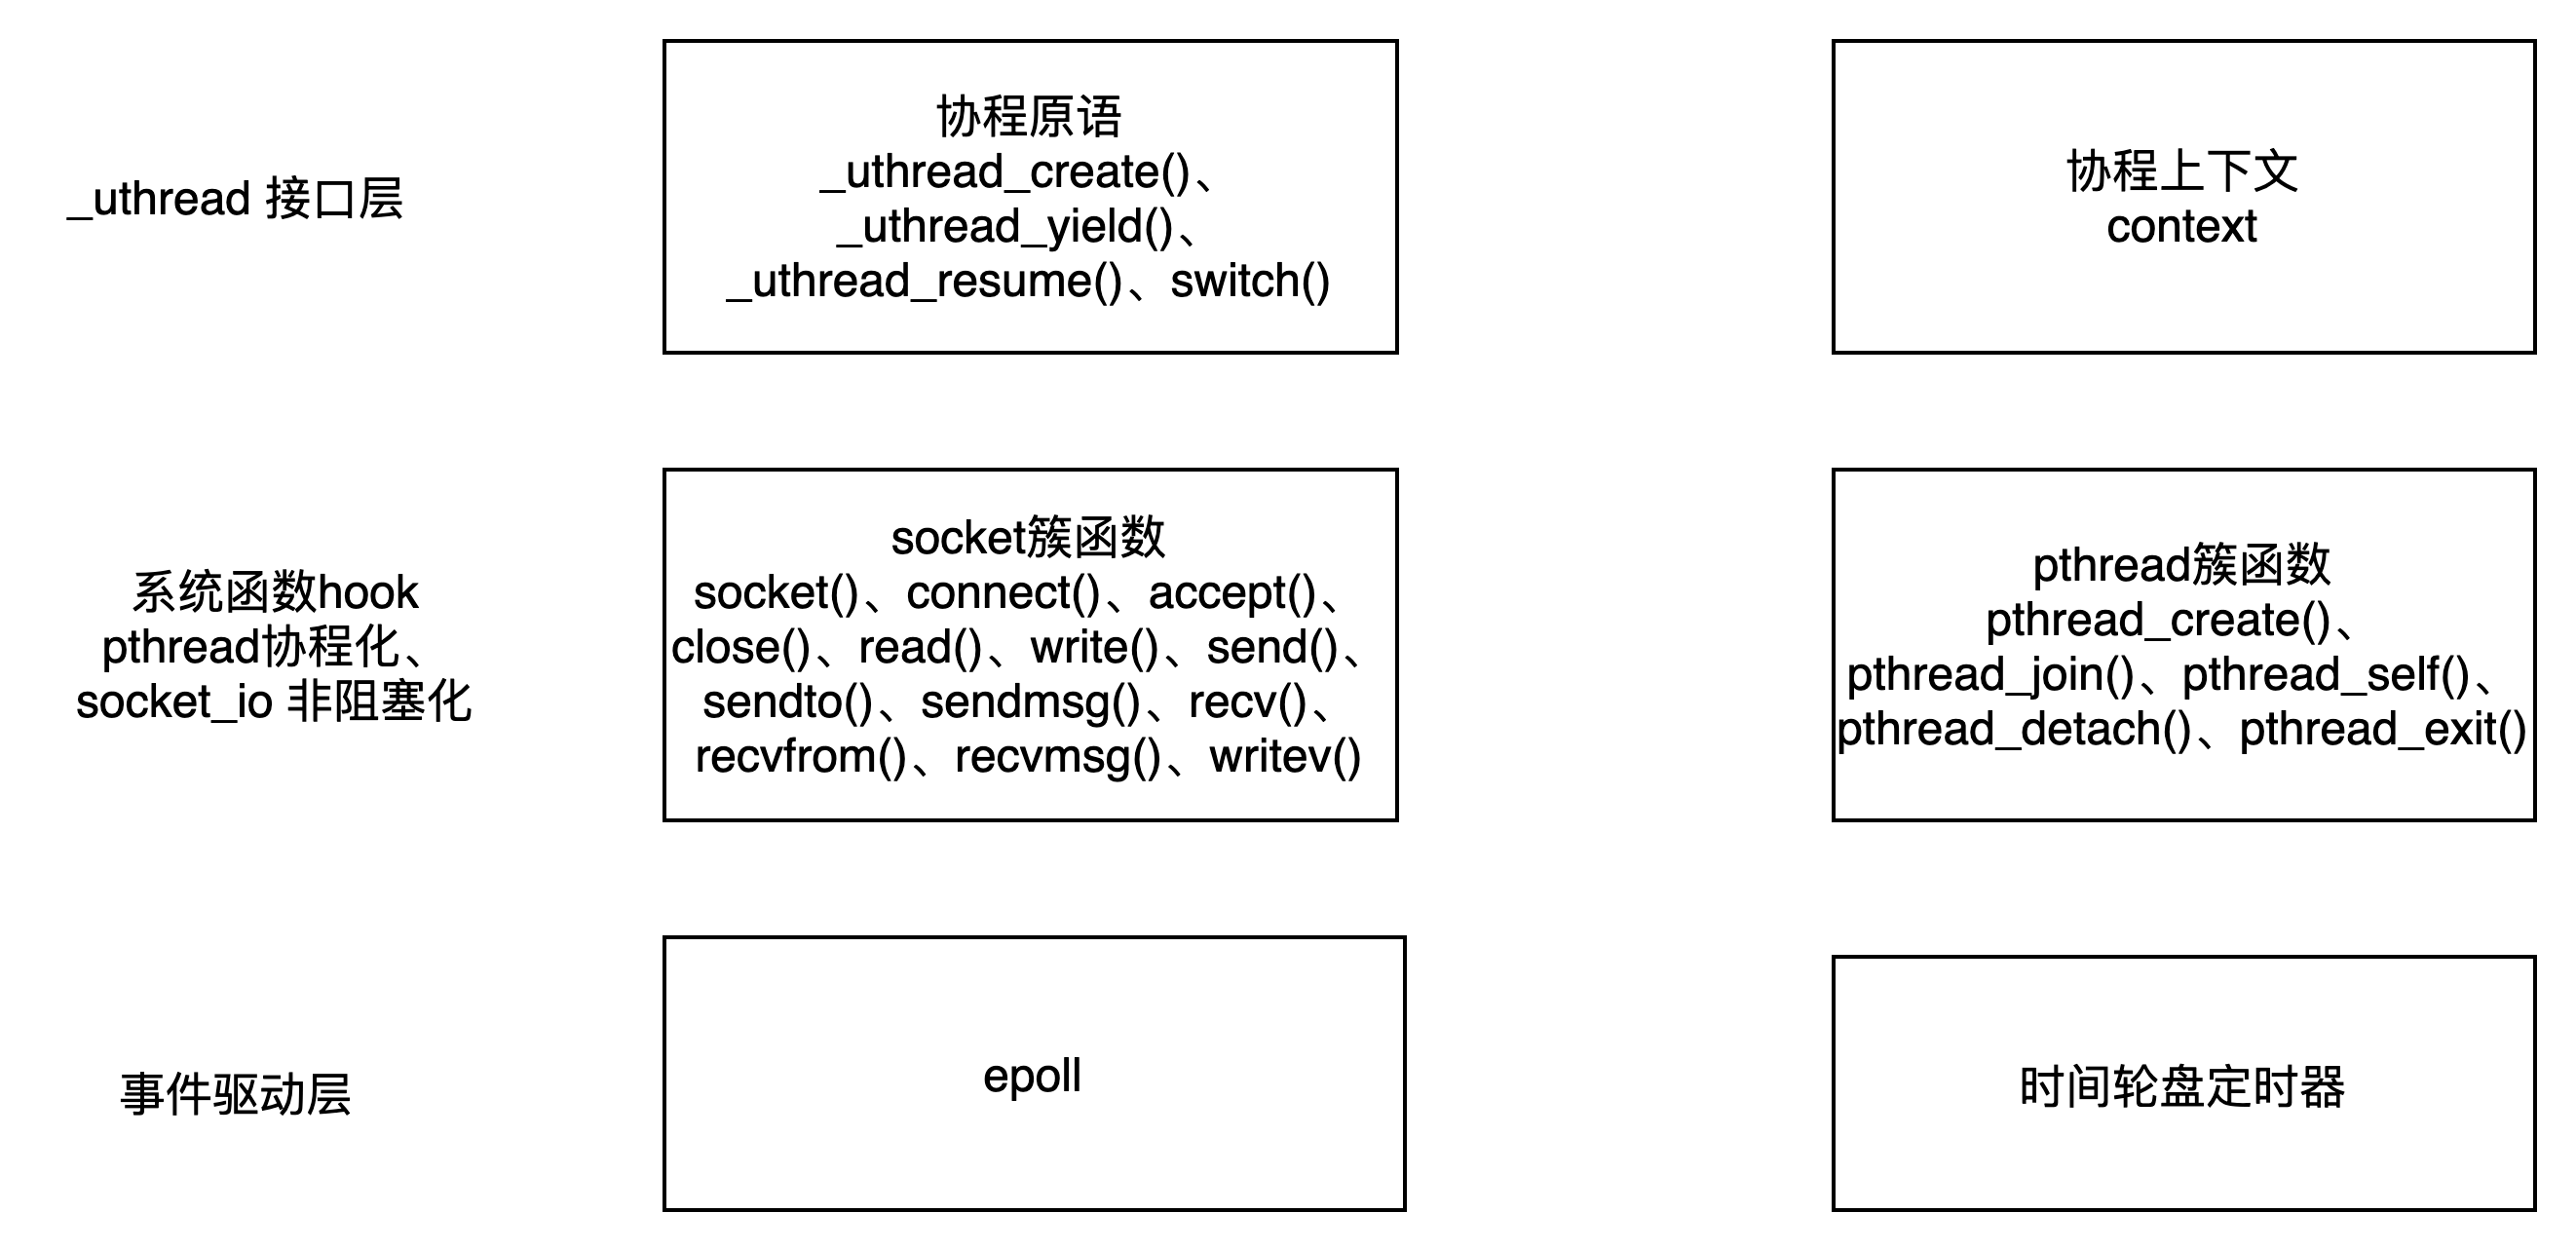 _uthread 接口层
协程原语
_uthread_create()、
_uthread_yield()、
_uthread_resume()、switch()
协程上下文
context
系统函数hook
pthread协程化、
socket_io 非阻塞化
socket簇函数
socket()、connect()、accept()、
close()、read()、write()、send()、
sendto()、sendmsg()、recv()、
recvfrom()、recvmsg()、writev()
pthread簇函数
pthread_create()、
pthread_join()、pthread_self()、
pthread_detach()、pthread_exit()
事件驱动层
epoll
时间轮盘定时器